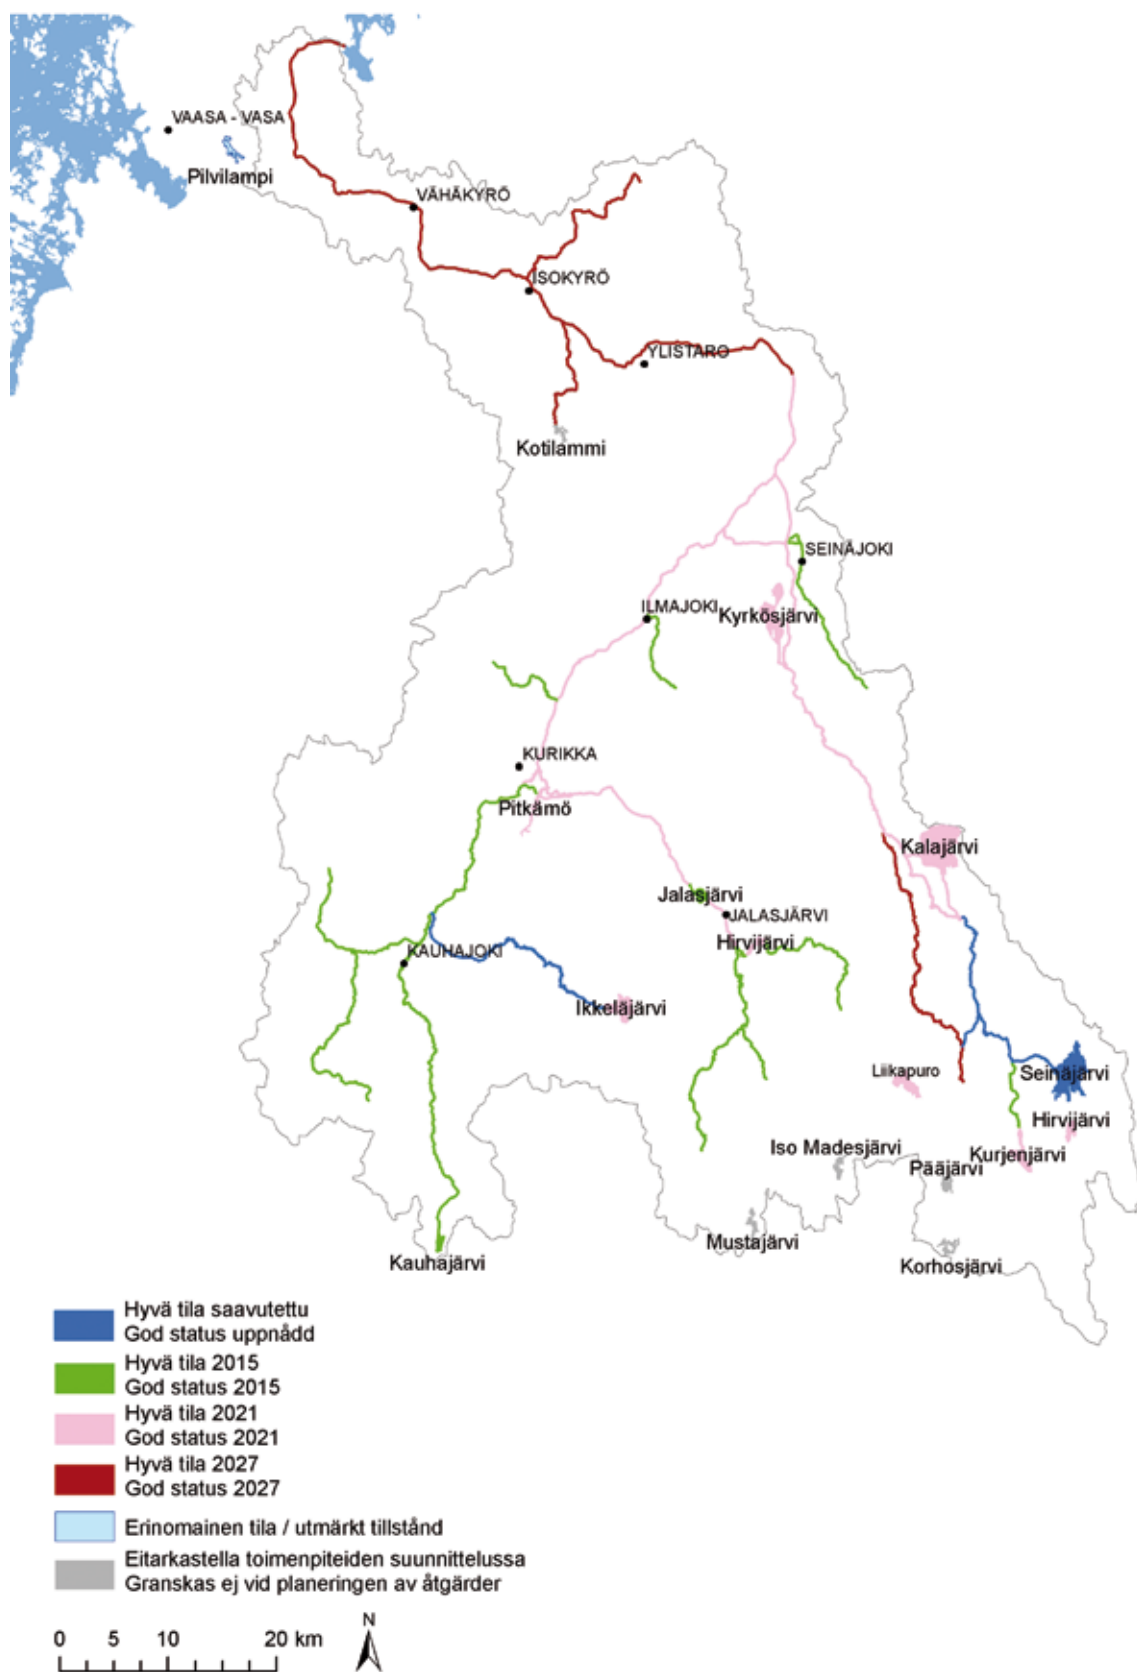 VAASA - VASA
Pilvilampi
VÄHÄKYRÖ
ISOKYRÖ
YLISTARO
Kotilammi
SEINÄJOKI
ILMAJOKI
Kyrkösjärvi
KURIKKA
Pitkämö
Kalajärvi
Jalasjärvi
JALASJÄRVI
Hirvijärvi
KAUHAJOKI
Ikkeläjärvi
Liikapuro
Seinäjärvi
Hirvijärvi
Iso Madesjärvi
Kurjenjärvi
Pääjärvi
Mustajärvi
Kauhajärvi
Korhosjärvi
Hyvä tila saavutettu
God status uppnådd
Hyvä tila 2015
God status 2015
Hyvä tila 2021
God status 2021
Hyvä tila 2027
God status 2027
Erinomainen tila / utmärkt tillstånd
Eitarkastella toimenpiteiden suunnittelussa
Granskas ej vid planeringen av åtgärder
N
0 5 10 20 km